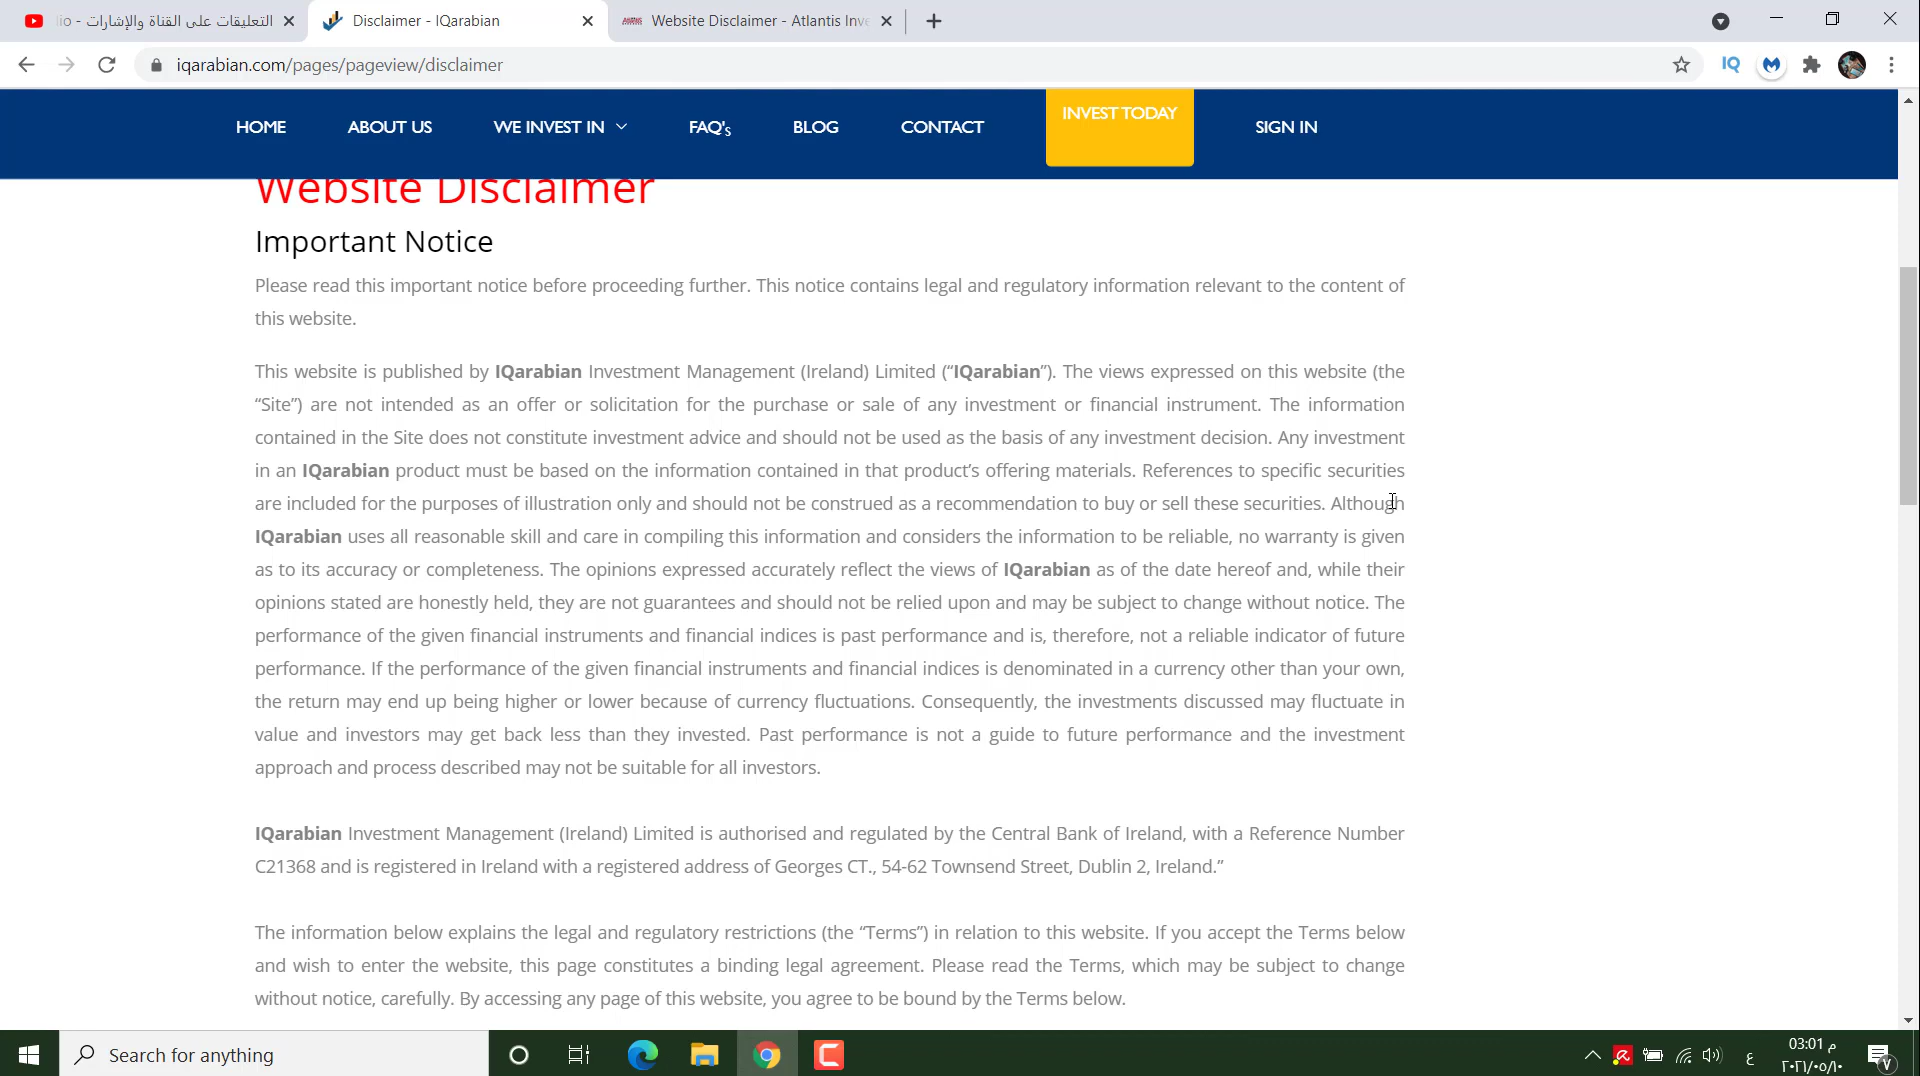 التعليقات على القناة والإشارات - dio
Disclaimer - IQarabian
Website Disclaimer - Atlantis Inve
iqarabian.com/pages/pageview/disclaimer
IQ
HOME
ABOUT US
WE INVEST IN
FAQ's
BLOG
CONTACT
INVEST TODAY
SIGN IN
Website Disclaimer
Important Notice
Please read this important notice before proceeding further. This notice contains legal and regulatory information relevant to the content of
this website.
This website is published by IQarabian Investment Management (Ireland) Limited (“IQarabian”). The views expressed on this website (the
“Site”) are not intended as an offer or solicitation for the purchase or sale of any investment or financial instrument. The information
contained in the Site does not constitute investment advice and should not be used as the basis of any investment decision. Any investment
in an IQarabian product must be based on the information contained in that product’s offering materials. References to specific securities
are included for the purposes of illustration only and should not be construed as a recommendation to buy or sell these securities. Although
IQarabian uses all reasonable skill and care in compiling this information and considers the information to be reliable, no warranty is given
as to its accuracy or completeness. The opinions expressed accurately reflect the views of IQarabian as of the date hereof and, while their
opinions stated are honestly held, they are not guarantees and should not be relied upon and may be subject to change without notice. The
performance of the given financial instruments and financial indices is past performance and is, therefore, not a reliable indicator of future
performance. If the performance of the given financial instruments and financial indices is denominated in a currency other than your own,
the return may end up being higher or lower because of currency fluctuations. Consequently, the investments discussed may fluctuate in
value and investors may get back less than they invested. Past performance is not a guide to future performance and the investment
approach and process described may not be suitable for all investors.
IQarabian Investment Management (Ireland) Limited is authorised and regulated by the Central Bank of Ireland, with a Reference Number
C21368 and is registered in Ireland with a registered address of Georges CT., 54-62 Townsend Street, Dublin 2, Ireland.”
The information below explains the legal and regulatory restrictions (the “Terms”) in relation to this website. If you accept the Terms below
and wish to enter the website, this page constitutes a binding legal agreement. Please read the Terms, which may be subject to change
without notice, carefully. By accessing any page of this website, you agree to be bound by the Terms below.
Search for anything
ع
03:01 م
٢٠٢١/٠٥/١٠